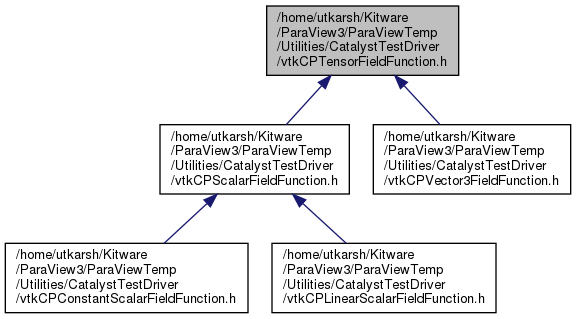 /home/utkarsh/Kitware
/ParaView3/ParaViewTemp
/Utilities/CatalystTestDriver
/vtkCPTensorFieldFunction.h
/home/utkarsh/Kitware
/ParaView3/ParaViewTemp
/Utilities/CatalystTestDriver
/vtkCPScalarFieldFunction.h
/home/utkarsh/Kitware
/ParaView3/ParaViewTemp
/Utilities/CatalystTestDriver
/vtkCPVector3FieldFunction.h
/home/utkarsh/Kitware
/ParaView3/ParaViewTemp
/Utilities/CatalystTestDriver
/vtkCPConstantScalarFieldFunction.h
/home/utkarsh/Kitware
/ParaView3/ParaViewTemp
/Utilities/CatalystTestDriver
/vtkCPLinearScalarFieldFunction.h